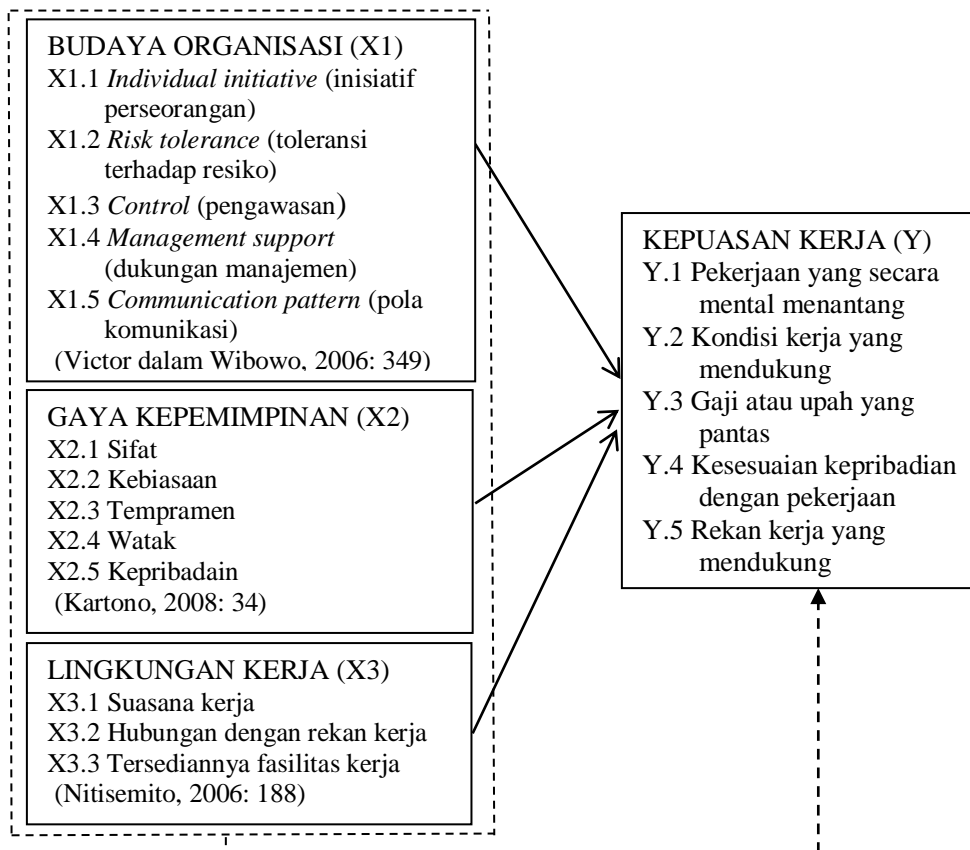 BUDAYA ORGANISASI (X1)
X1.1 Individual initiative (inisiatif
perseorangan)
X1.2 Risk tolerance (toleransi
terhadap resiko)
X1.3 Control (pengawasan)
X1.4 Management support
(dukungan manajemen)
X1.5 Communication pattern (pola
komunikasi)
(Victor dalam Wibowo, 2006: 349)
GAYA KEPEMIMPINAN (X2)
X2.1 Sifat
X2.2 Kebiasaan
X2.3 Tempramen
X2.4 Watak
X2.5 Kepribadain
(Kartono, 2008: 34)
LINGKUNGAN KERJA (X3)
X3.1 Suasana kerja
X3.2 Hubungan dengan rekan kerja
X3.3 Tersediannya fasilitas kerja
(Nitisemito, 2006: 188)
KEPUASAN KERJA (Y)
Y.1 Pekerjaan yang secara
mental menantang
Y.2 Kondisi kerja yang
mendukung
Y.3 Gaji atau upah yang
pantas
Y.4 Kesesuaian kepribadian
dengan pekerjaan
Y.5 Rekan kerja yang
mendukung